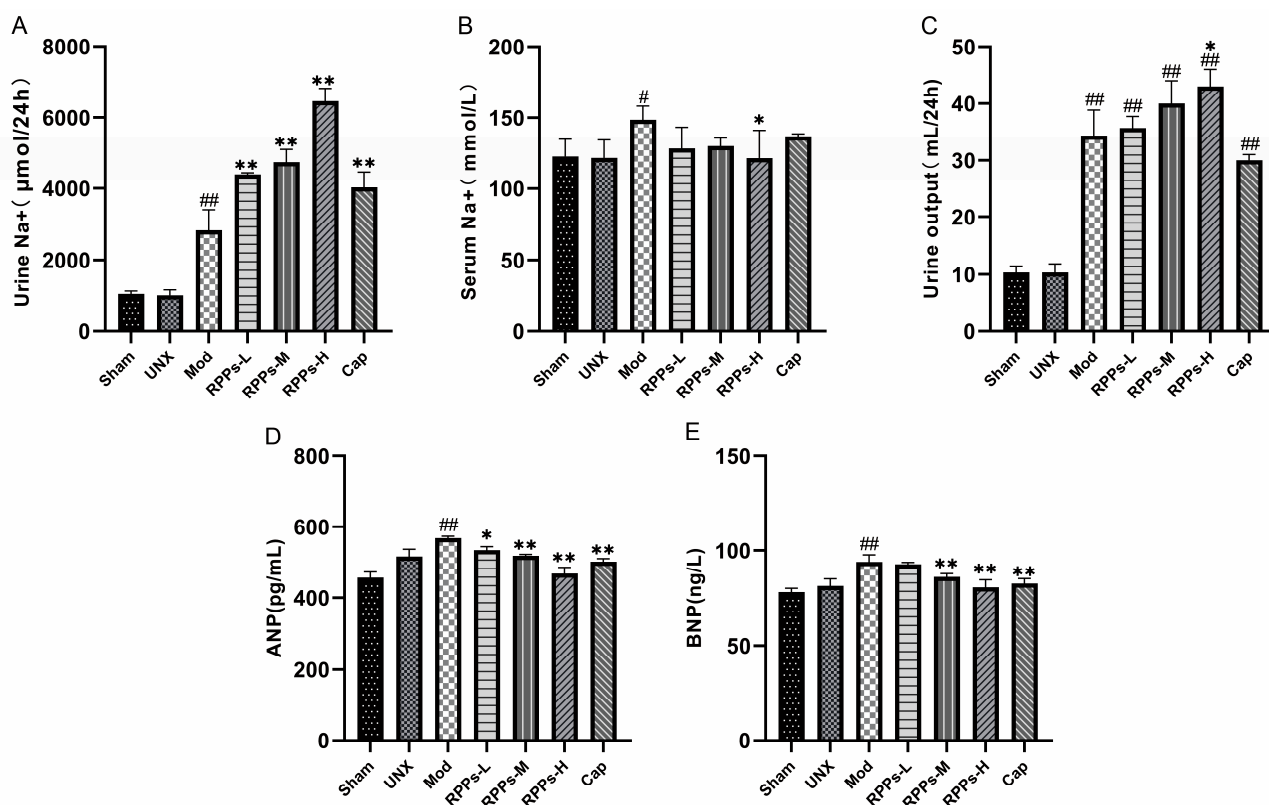 A
Urine Na+( μmol/24h)
8000
6000
4000
2000
0
##
**
**
**
**
Sham
UNX
Mod
RPPs-L
RPPs-M
RPPs-H
Cap
B
Serum Na+( mmol/L)
200
150
100
50
0
#
*
Sham
UNX
Mod
RPPs-L
RPPs-M
RPPs-H
Cap
C
Urine output( mL/24h)
50
40
30
20
10
0
##
##
##
*
##
##
Sham
UNX
Mod
RPPs-L
RPPs-M
RPPs-H
Cap
D
ANP(pg/mL)
800
600
400
200
0
##
*
**
**
**
Sham
UNX
Mod
RPPs-L
RPPs-M
RPPs-H
Cap
E
BNP(ng/L)
150
100
50
0
##
**
**
**
Sham
UNX
Mod
RPPs-L
RPPs-M
RPPs-H
Cap